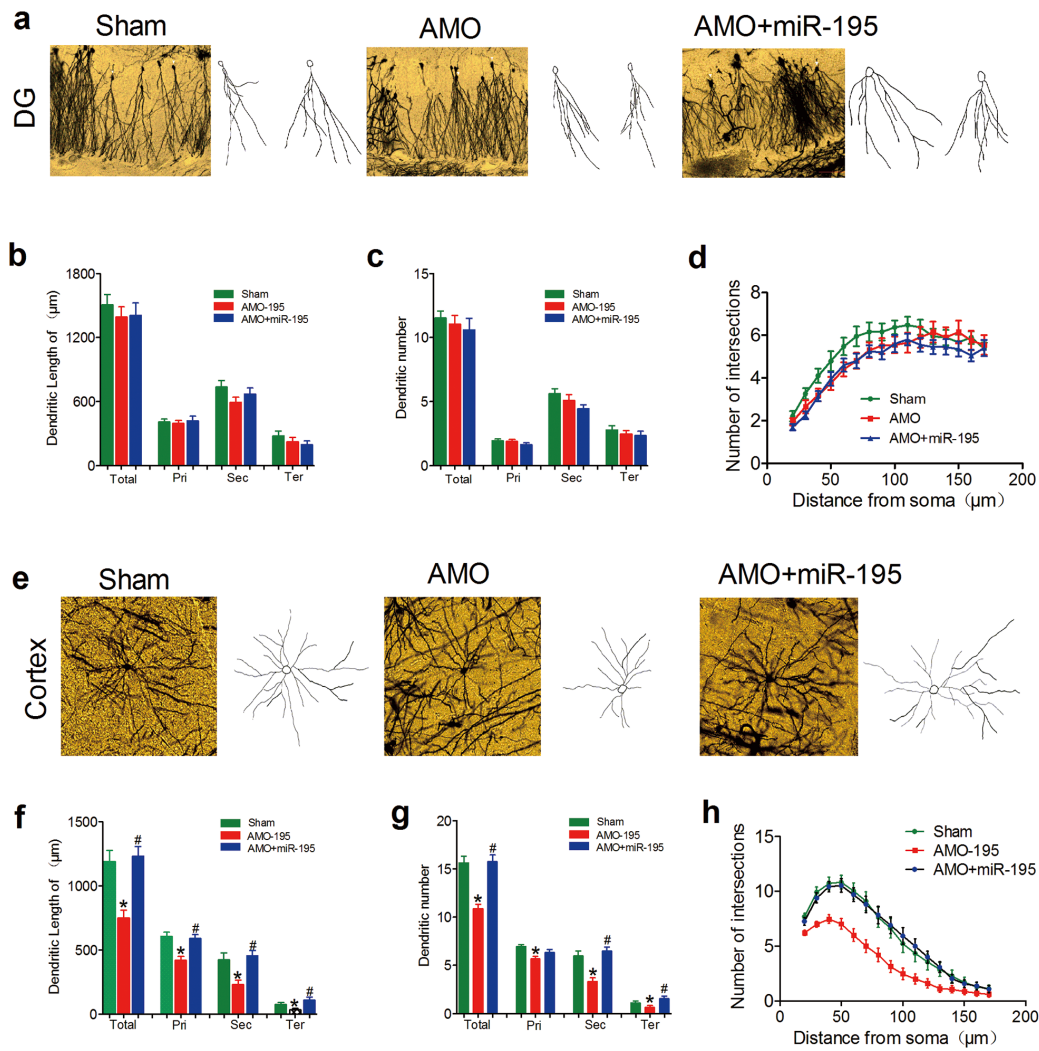 a
Sham
AMO
AMO+miR-195
DG
b
Dendritic Length of (μm)
1800
1200
600
0
Sham
AMO-195
AMO+miR-195
Total
Pri
Sec
Ter
c
Dendritic number
15
10
5
0
Sham
AMO-195
AMO+miR-195
Total
Pri
Sec
Ter
d
Number of intersections
8
6
4
2
0
Sham
AMO
AMO+miR-195
0
50
100
150
200
Distance from soma (μm)
e
Sham
AMO
AMO+miR-195
Cortex
f
Dendritic Length of (μm)
1500
1000
500
0
Sham
AMO-195
AMO+miR-195
*
#
*
#
*
#
*
#
Total
Pri
Sec
Ter
g
Dendritic number
20
15
10
5
0
Sham
AMO-195
AMO+miR-195
*
#
*
*
#
*
#
Total
Pri
Sec
Ter
h
Number of intersections
15
10
5
0
Sham
AMO-195
AMO+miR-195
0
50
100
150
200
Distance from soma (μm)